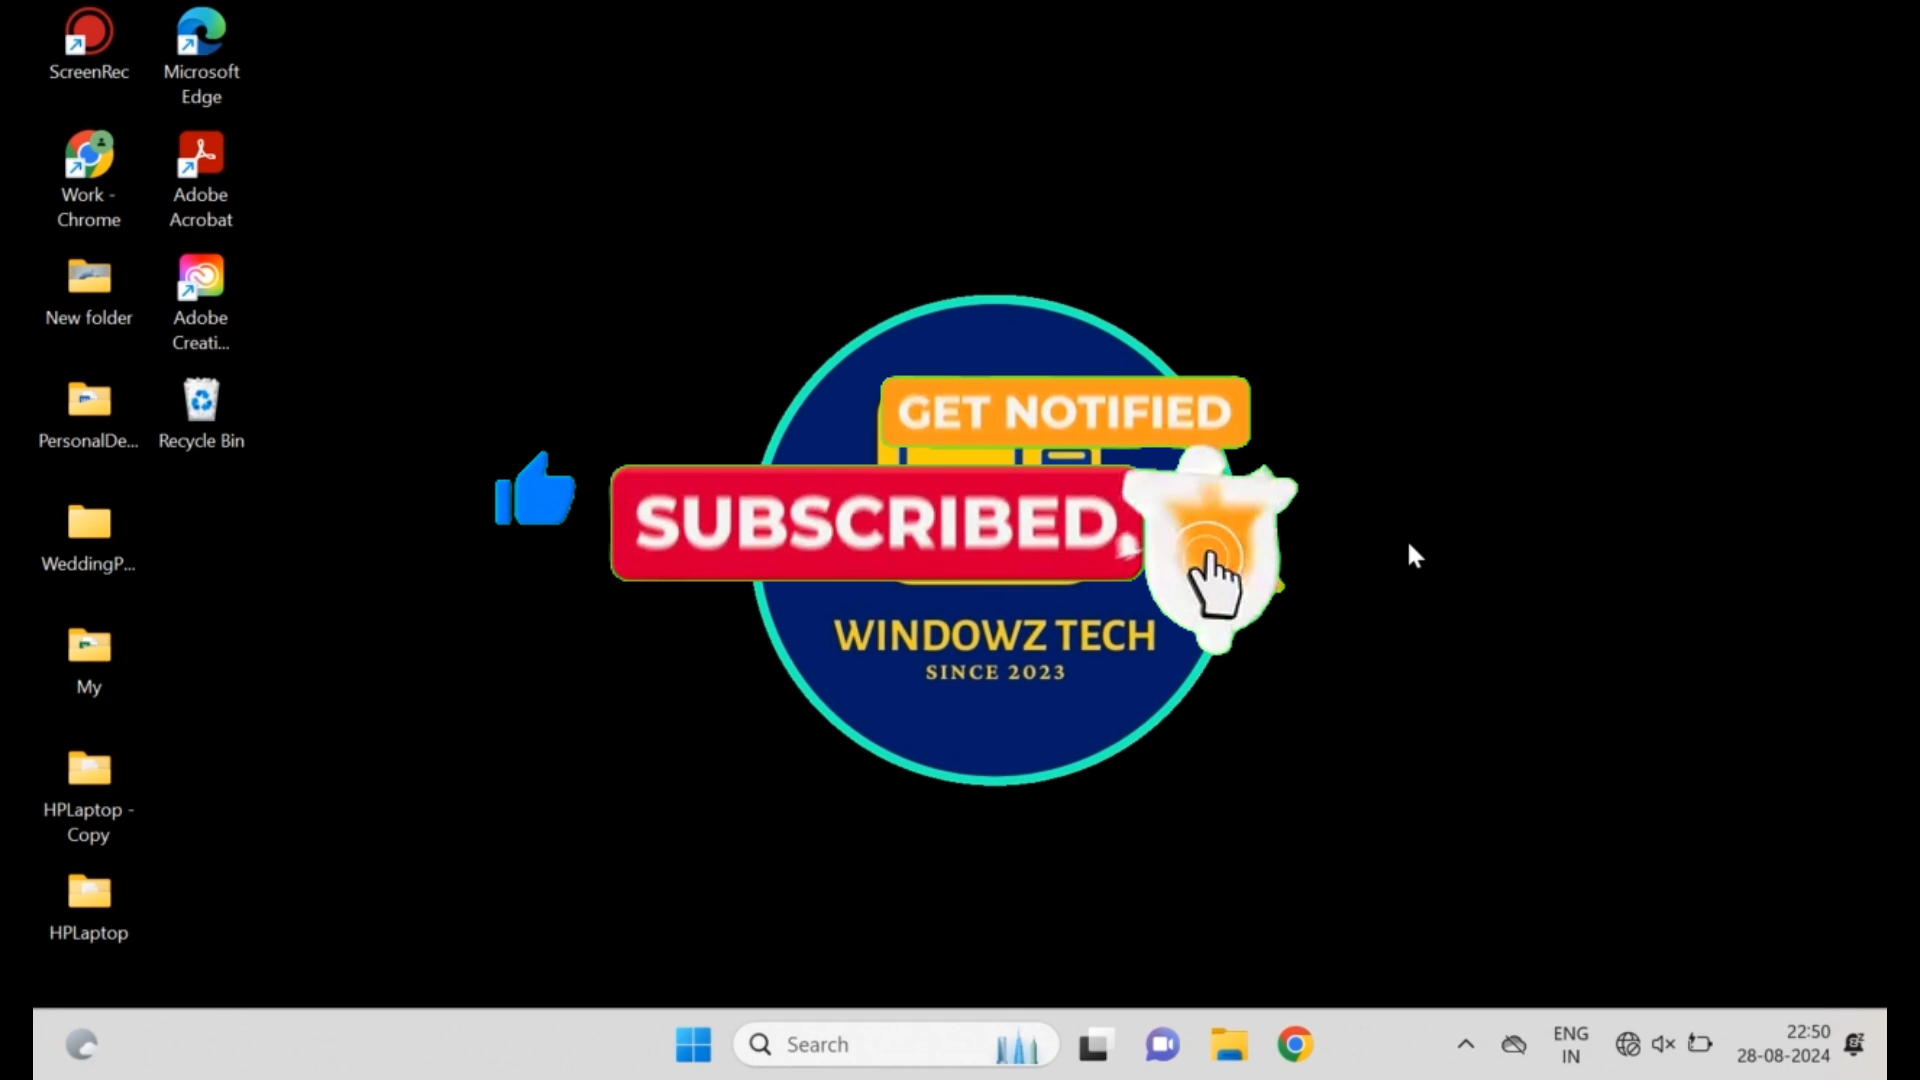 ScreenRec
Microsoft
Edge
Work -
Chrome
Adobe
Acrobat
New folder
Adobe
Creati...
PersonalDe...
Recycle Bin
WeddingP...
My
HPLaptop -
Copy
HPLaptop
GET NOTIFIED
SUBSCRIBED.
WINDOWZ TECH
SINCE 2023
Search
ENG
IN
22:50
28-08-2024